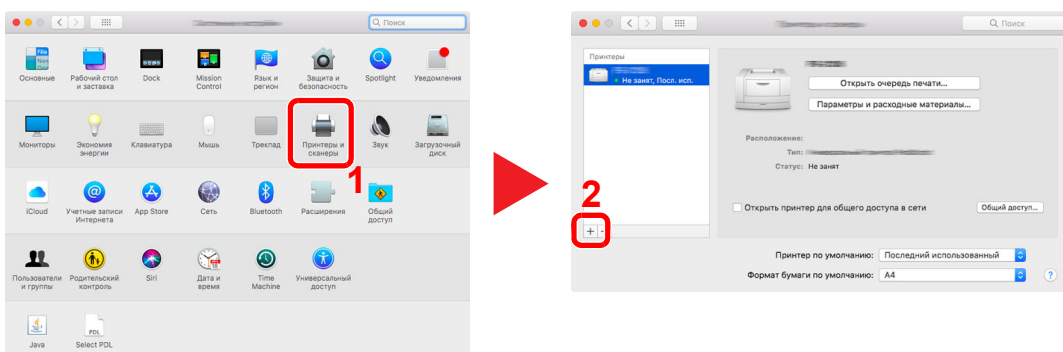 Поиск
Основные
Рабочий стол
и заставка
Dock
Mission
Control
Язык и
регион
Защита и
безопасность
Spotlight
Уведомления
Мониторы
Экономия
энергии
Клавиатура
Мышь
Трекпад
Принтеры и
сканеры
Звук
Загрузочный
диск
1
iCloud
Учетные записи
Интернета
App Store
Сеть
Bluetooth
Расширения
Общий
доступ
Пользователи
и группы
Родительский
контроль
Siri
Дата и
время
Time
Machine
Универсальный
доступ
Java
PDL
Select PDL
Поиск
Принтеры
Не занят, Посл. исп.
Открыть очередь печати...
Параметры и расходные материалы...
Расположение:
Тип:
Статус: Не занят
2
+ -
Открыть принтер для общего доступа в сети
Общий доступ...
Принтер по умолчанию: Последний использованный
Формат бумаги по умолчанию: A4
?